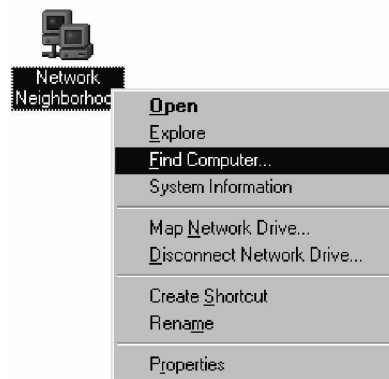 Network
Neighborhoo
Open
Explore
Find Computer...
System Information
Map Network Drive...
Disconnect Network Drive...
Create Shortcut
Rename
Properties